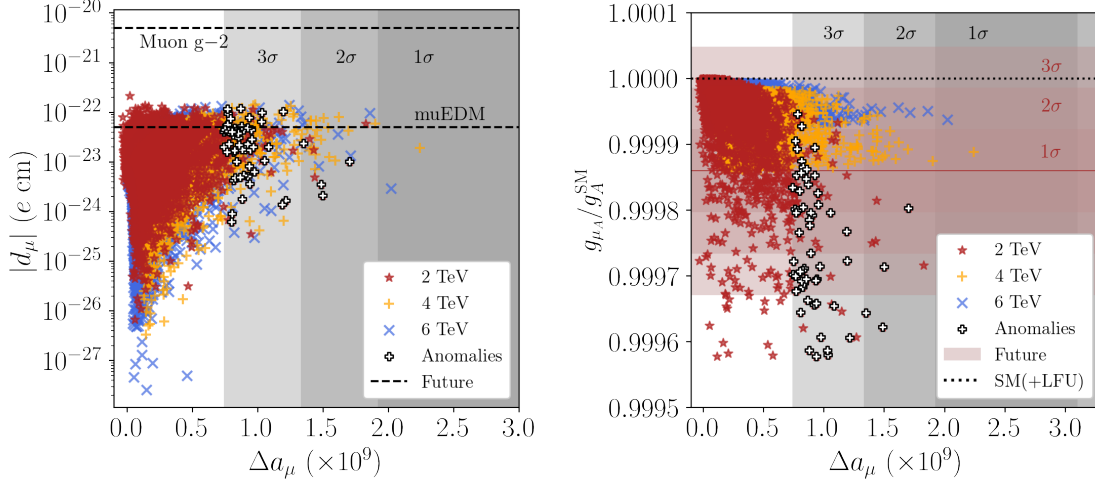 10⁻²⁰
10⁻²¹
10⁻²²
10⁻²³
10⁻²⁴
10⁻²⁵
10⁻²⁶
10⁻²⁷
|d_μ| (e cm)
Muon g−2
3σ
2σ
1σ
muEDM
2 TeV
4 TeV
6 TeV
Anomalies
Future
0.0 0.5 1.0 1.5 2.0 2.5 3.0
Δa_μ (×10⁹)
1.0001
1.0000
0.9999
0.9998
0.9997
0.9996
0.9995
g_{μ_A}/g_A^{SM}
3σ 2σ 1σ
3σ
2σ
1σ
2 TeV
4 TeV
6 TeV
Anomalies
Future
SM(+LFU)
0.0 0.5 1.0 1.5 2.0 2.5 3.0
Δa_μ (×10⁹)